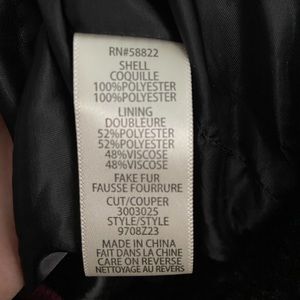 RN#58822
SHELL
COQUILLE
100%POLYESTER
100%POLYESTER
LINING
DOUBLEURE
52%POLYESTER
52%POLYESTER
48%VISCOSE
48%VISCOSE
FAKE FUR
FAUSSE FOURRURE
CUT/COUPER
3003025
STYLE/STYLE
9708Z23
MADE IN CHINA
FAIT À LA CHINE
CARE ON REVERSE
NETTOYAGE AU REVERS